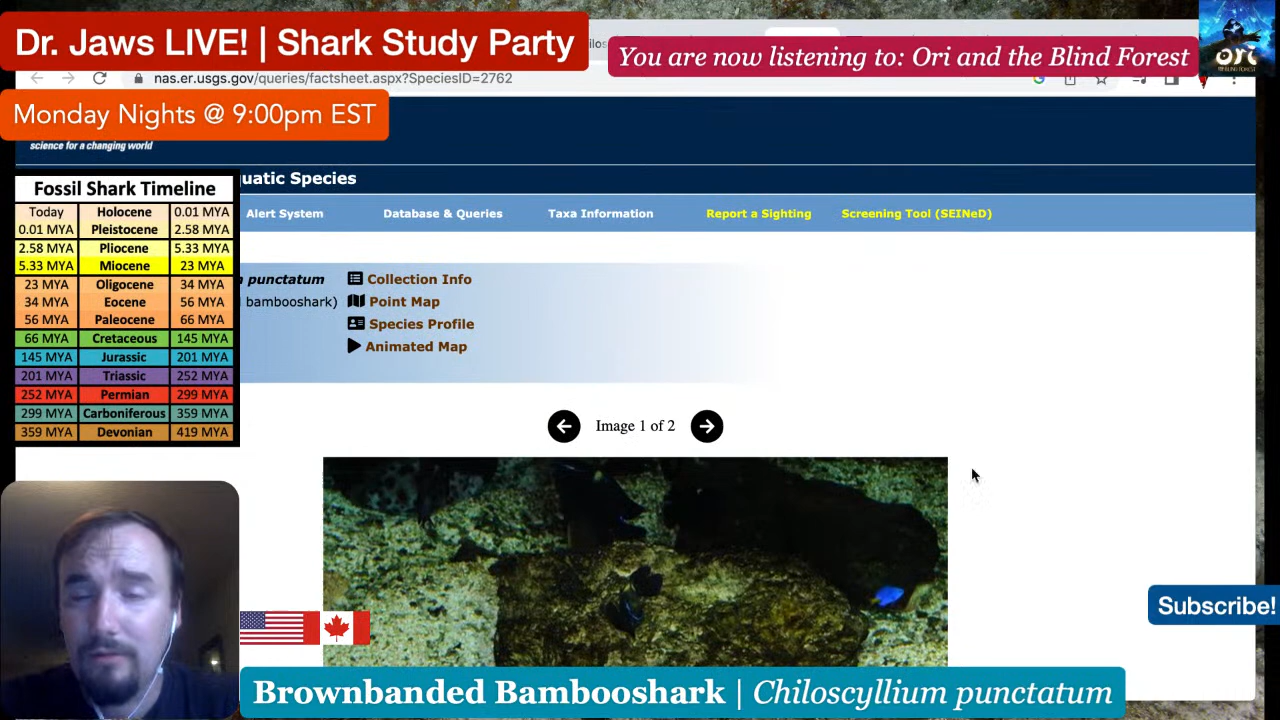 Dr. Jaws LIVE! | Shark Study Party
You are now listening to: Ori and the Blind Forest
ori
nas.er.usgs.gov/queries/factsheet.aspx?SpeciesID=2762
Monday Nights @ 9:00pm EST
science for a changing world
uatic Species
Alert System Database & Queries Taxa Information Report a Sighting Screening Tool (SEINeD)
Fossil Shark Timeline
Today Holocene 0.01 MYA
0.01 MYA Pleistocene 2.58 MYA
2.58 MYA Pliocene 5.33 MYA
5.33 MYA Miocene 23 MYA
23 MYA Oligocene 34 MYA
34 MYA Eocene 56 MYA
56 MYA Paleocene 66 MYA
66 MYA Cretaceous 145 MYA
145 MYA Jurassic 201 MYA
201 MYA Triassic 252 MYA
252 MYA Permian 299 MYA
299 MYA Carboniferous 359 MYA
359 MYA Devonian 419 MYA
punctatum
bambooshark)
Collection Info
Point Map
Species Profile
Animated Map
Image 1 of 2
Subscribe!
Brownbanded Bambooshark | Chiloscyllium punctatum